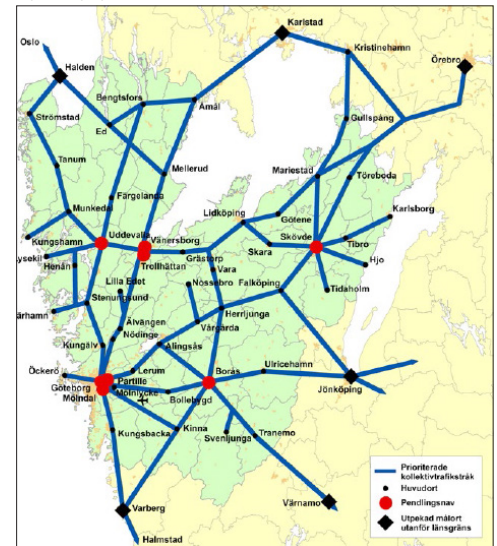 Karlstad
Oslo
Kristinehamn
Halden
Örebro
Bengtsfors
Åmål
Strömstad
Ed
Gullspång
Tanum
Mellerud
Mariestad
Töreboda
Färgelanda
Munkedal
Lidköping
Götene
Karlsborg
Kungshamn
Uddevalla
Vänersborg
Skövde
Lysekil
Grästorp
Skara
Tibro
Henån
Trollhättan
Vara
Hjo
Lilla Edet
Nossebro
Falköping
Tidaholm
Stenungsund
ärhamn
Herrljunga
Älvängen
Vårgårda
Nödinge
Alingsås
Kungälv
Öckerö
Lerum
Borås
Ulricehamn
Partille
Göteborg
Mölnlycke
Jönköping
Mölndal
Bollebygd
Kungsbacka
Kinna
Svenljunga
Tranemo
Varberg
Värnamo
Halmstad
Prioriterade
kollektivtrafikstråk
Huvudort
Pendlingsnav
Utpekad målort
utanför länsgräns